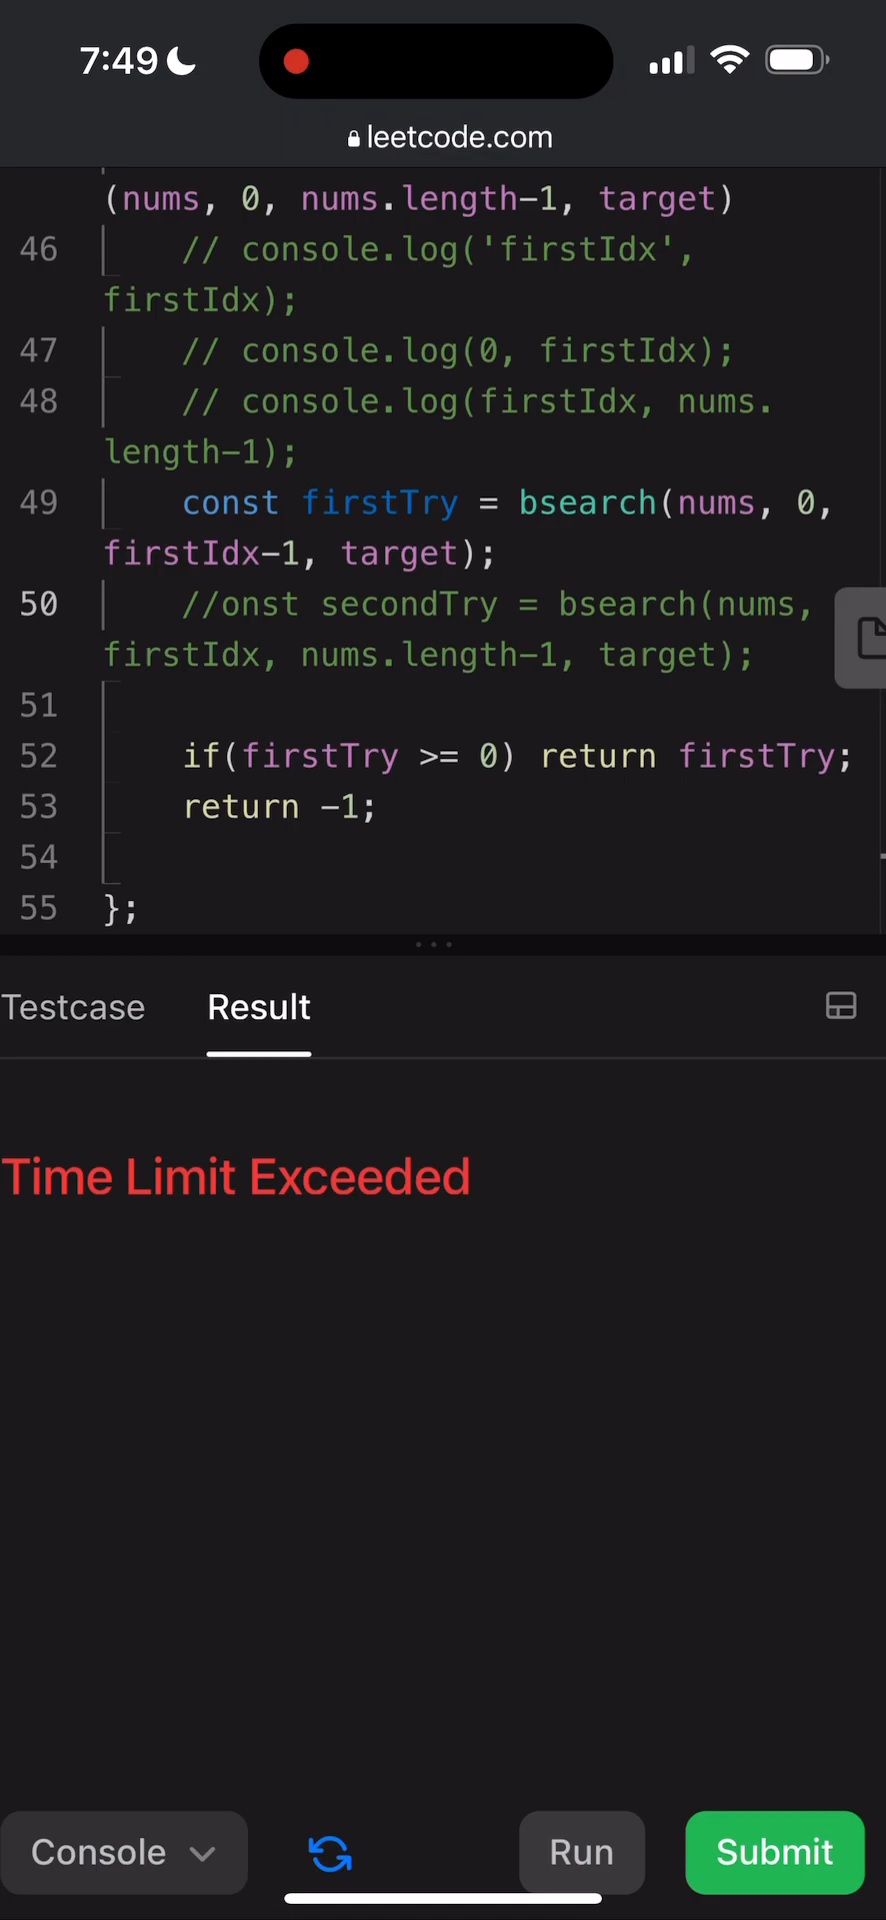 7:49
leetcode.com
(nums, 0, nums.length-1, target)
46 // console.log('firstIdx',
firstIdx);
47 // console.log(0, firstIdx);
48 // console.log(firstIdx, nums.
length-1);
49 const firstTry = bsearch(nums, 0,
firstIdx-1, target);
50 //onst secondTry = bsearch(nums,
firstIdx, nums.length-1, target);
51
52 if(firstTry >= 0) return firstTry;
53 return -1;
54
55 };
Testcase Result
Time Limit Exceeded
Console Run Submit